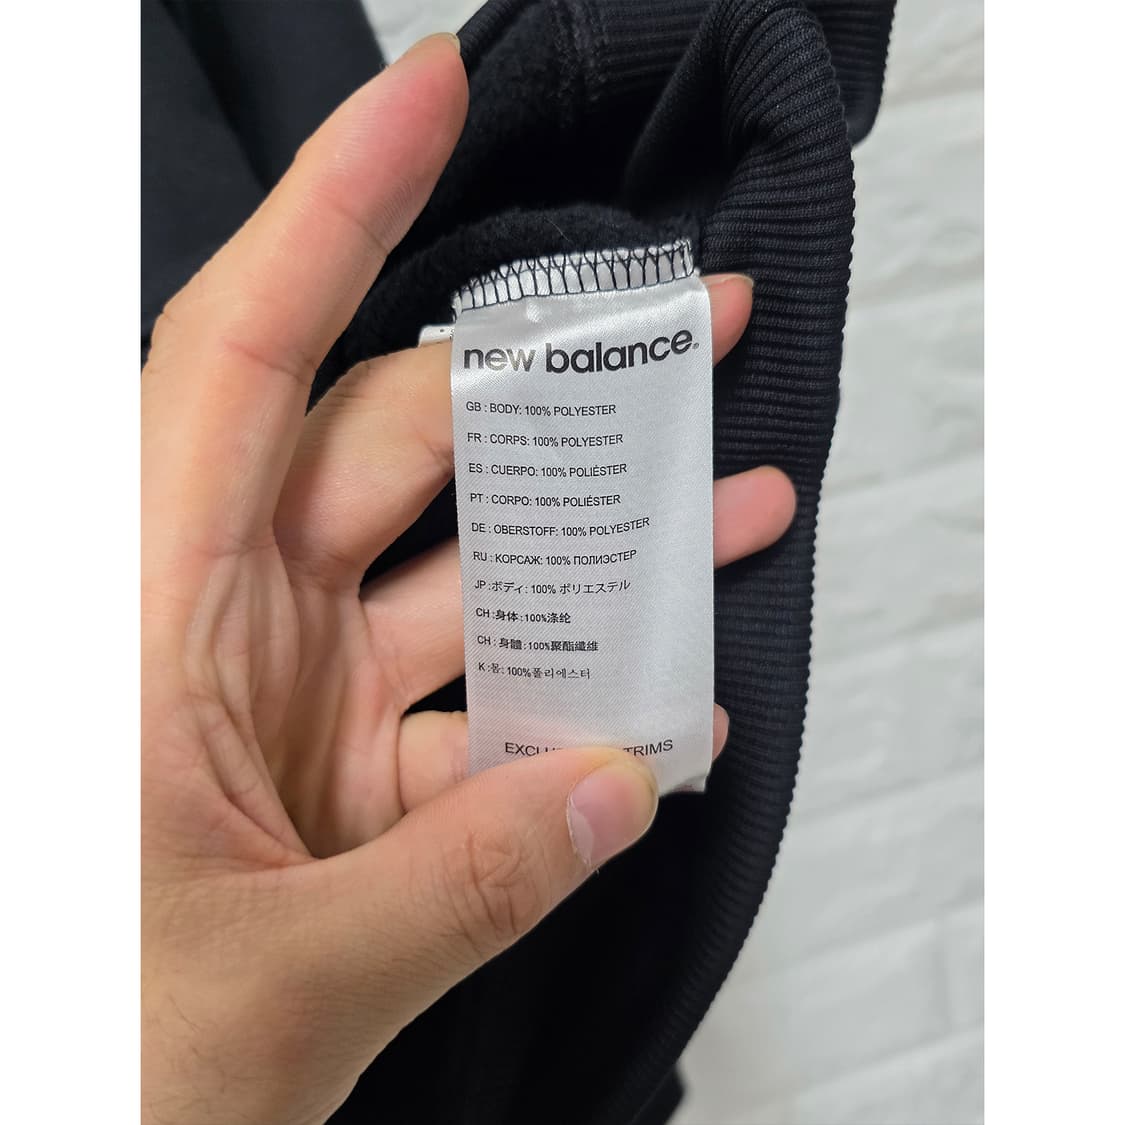 new balance
GB : BODY: 100% POLYESTER
FR : CORPS: 100% POLYESTER
ES : CUERPO: 100% POLIÉSTER
PT : CORPO: 100% POLIÉSTER
DE : OBERSTOFF: 100% POLYESTER
RU : КОРСАЖ: 100% ПОЛИЭСТЕР
JP :ボディ: 100% ポリエステル
CH :身体:100%涤纶
CH : 身體:100%聚酯纖維
K :몸: 100%폴리에스터
TRIMS